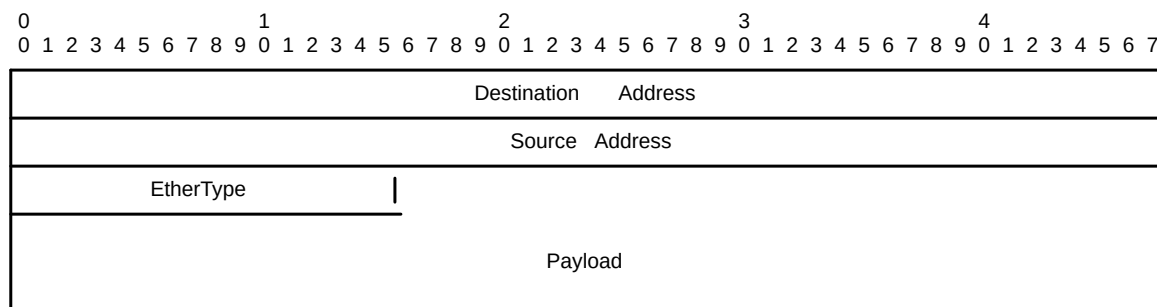 0 1 2 3 4
0 1 2 3 4 5 6 7 8 9 0 1 2 3 4 5 6 7 8 9 0 1 2 3 4 5 6 7 8 9 0 1 2 3 4 5 6 7 8 9 0 1 2 3 4 5 6 7
Destination Address
Source Address
EtherType
Payload